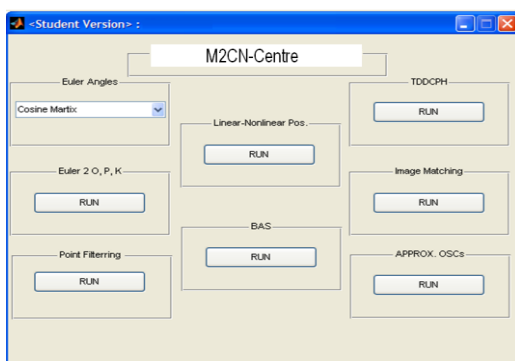 <Student Version> :
M2CN-Centre
Euler Angles
Cosine Martix
Euler 2 O, P, K
RUN
Point Filterring
RUN
Linear-Nonlinear Pos.
RUN
BAS
RUN
TDDCPH
RUN
Image Matching
RUN
APPROX. OSCs
RUN